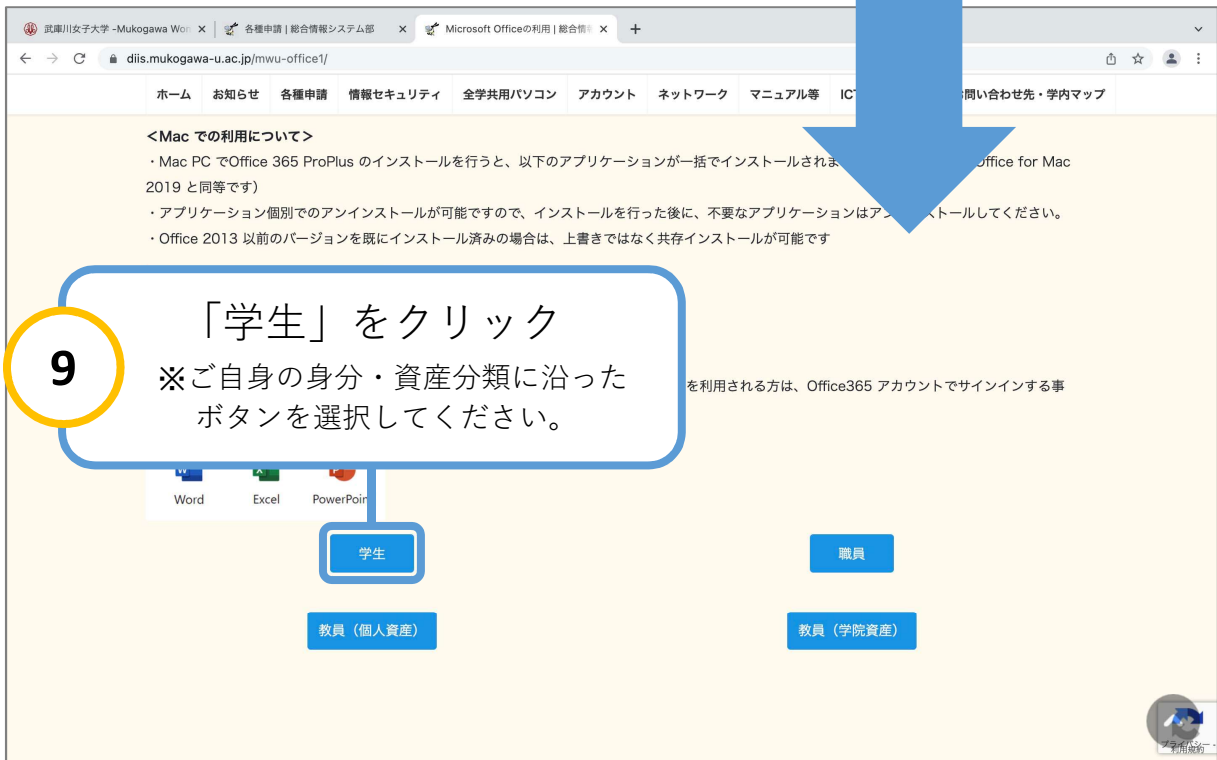 武庫川女子大学 -Mukogawa Wom
各種申請 | 総合情報システム部
Microsoft Officeの利用 | 総合情
diis.mukogawa-u.ac.jp/mwu-office1/
ホーム お知らせ 各種申請 情報セキュリティ 全学共用パソコン アカウント ネットワーク マニュアル等 IC 問い合わせ先・学内マップ
<Mac での利用について>
・Mac PC でOffice 365 ProPlus のインストールを行うと、以下のアプリケーションが一括でインストールされま ffice for Mac
2019 と同等です)
・アプリケーション個別でのアンインストールが可能ですので、インストールを行った後に、不要なアプリケーションはアン トールしてください。
・Office 2013 以前のバージョンを既にインストール済みの場合は、上書きではなく共存インストールが可能です
9
「学生」をクリック
※ご自身の身分・資産分類に沿った
ボタンを選択してください。
を利用される方は、Office365 アカウントでサインインする事
Word Excel PowerPoin
学生 職員
教員（個人資産） 教員（学院資産）
プライバシー・
利用規約